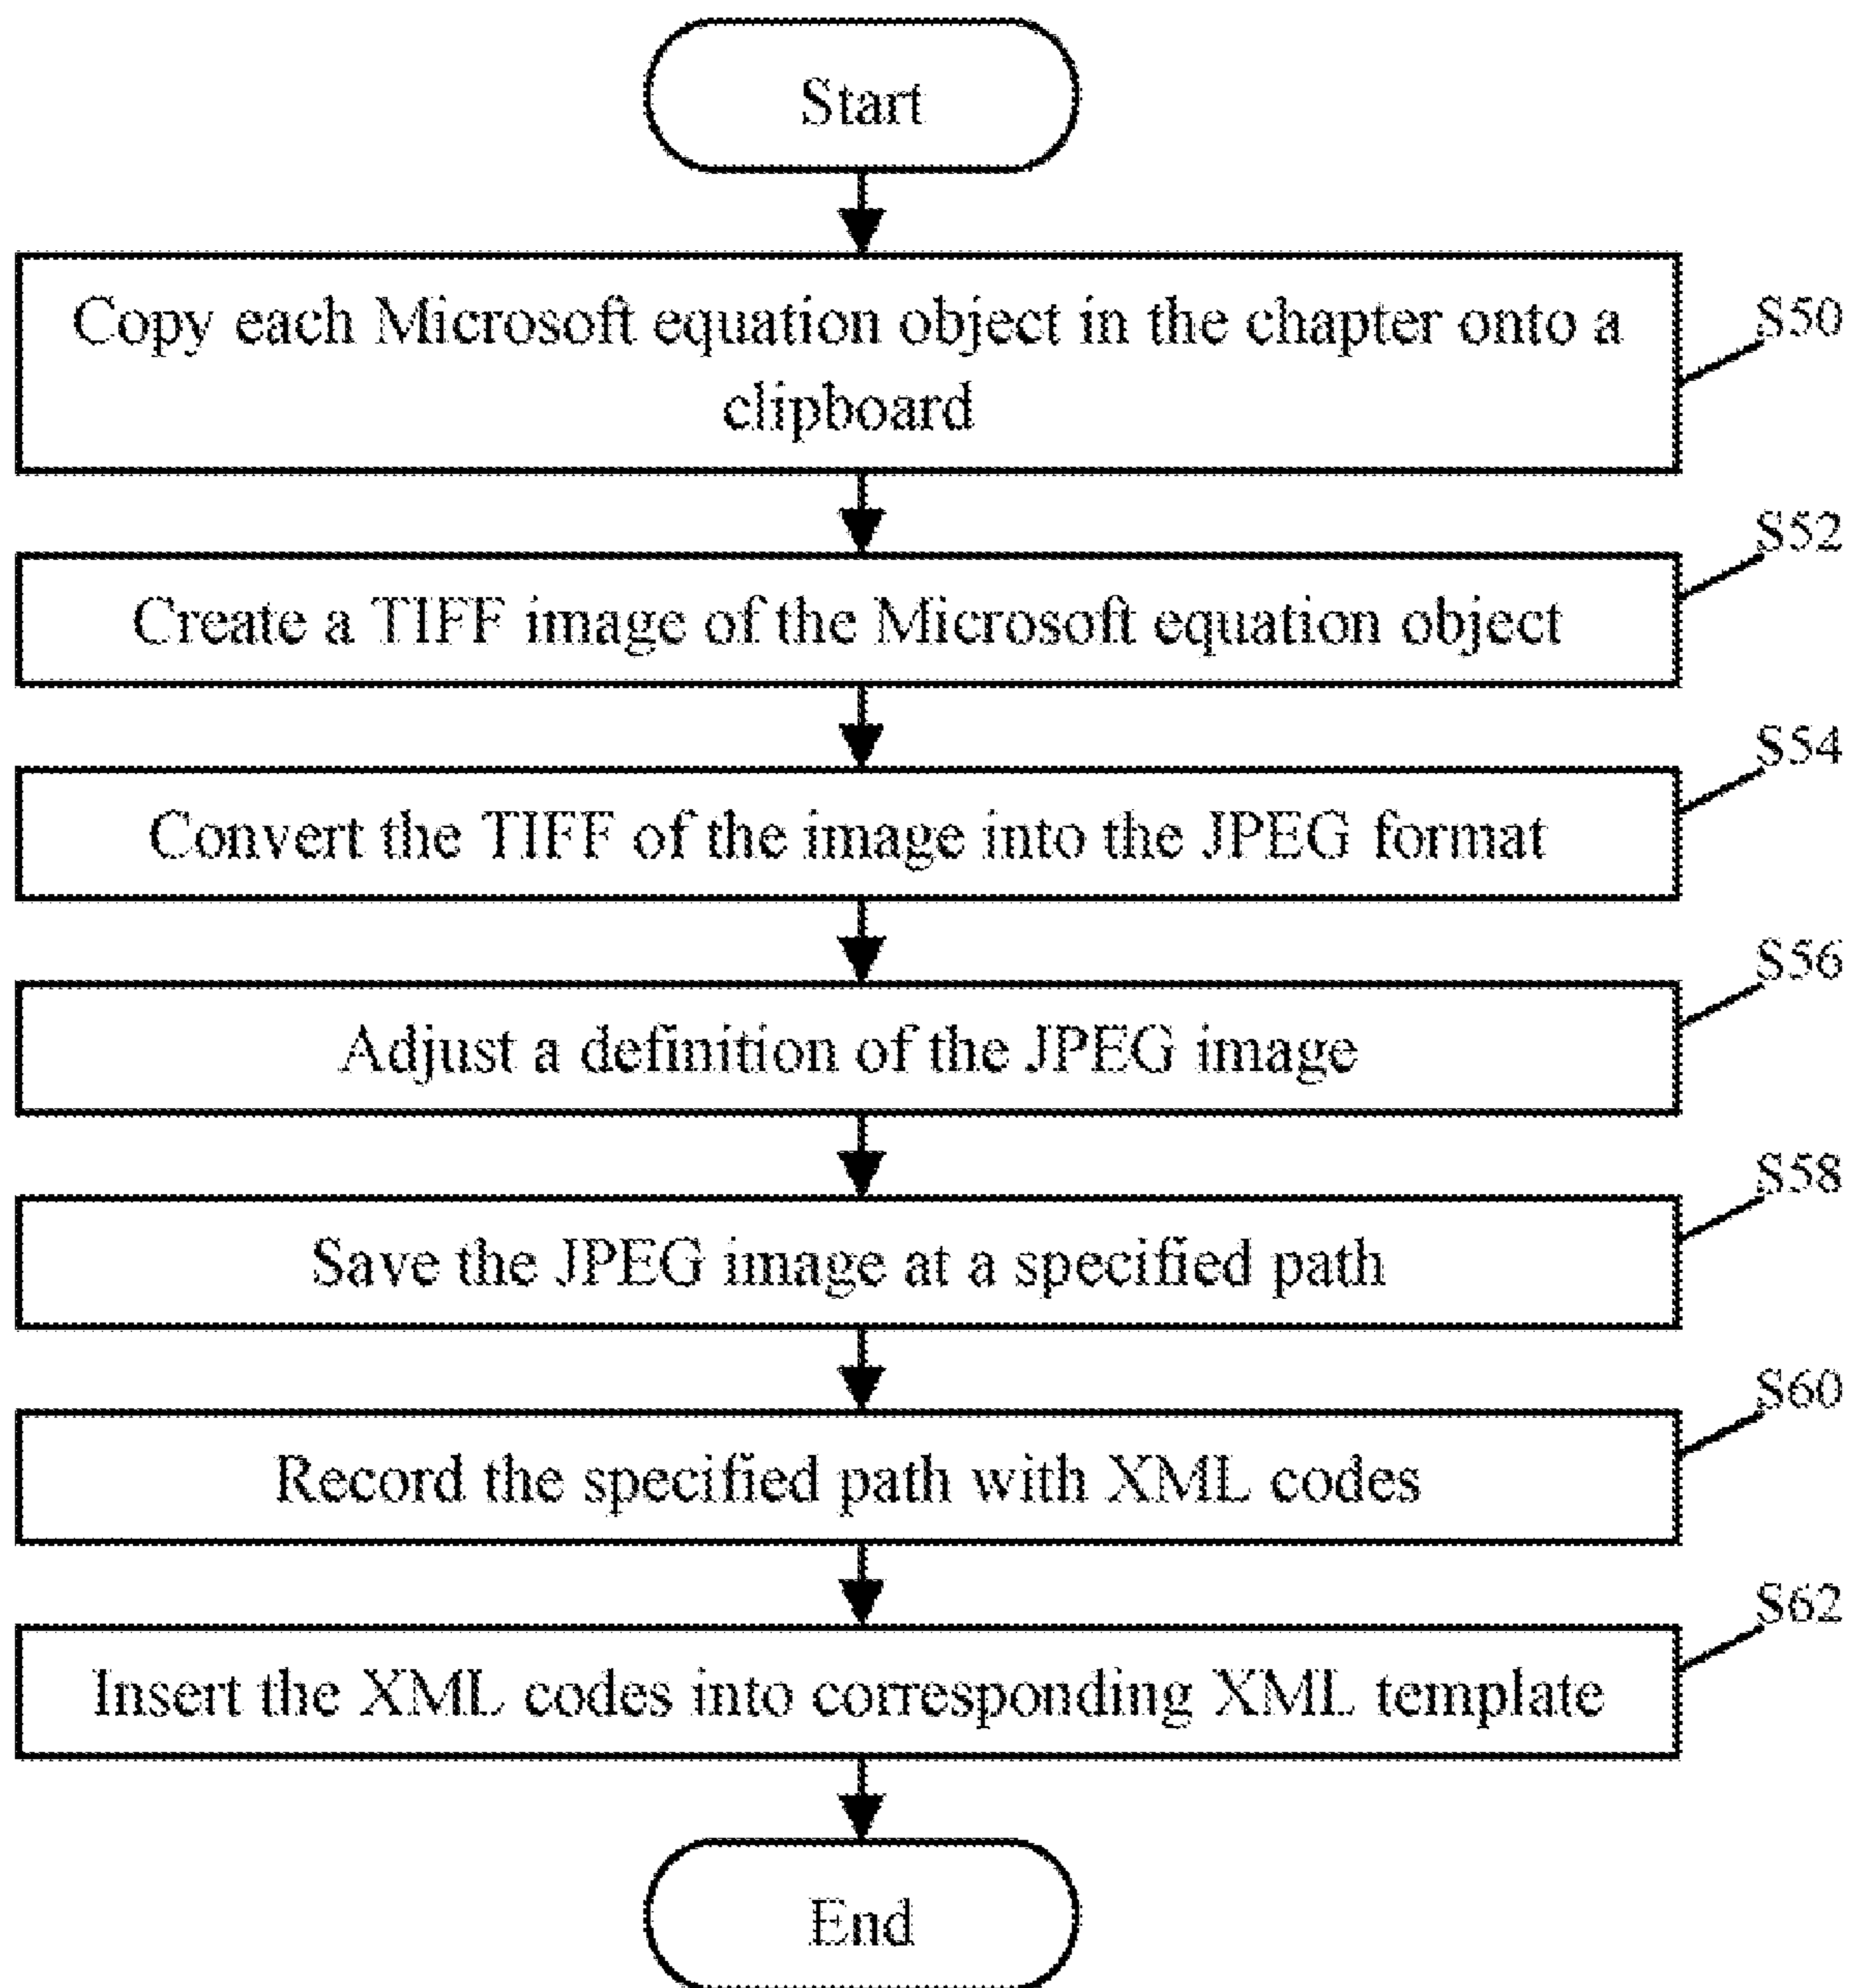 Start
Copy each Microsoft equation object in the chapter onto a
clipboard
S50
Create a TIFF image of the Microsoft equation object
S52
Convert the TIFF of the image into the JPEG format
S54
Adjust a definition of the JPEG image
S56
Save the JPEG image at a specified path
S58
Record the specified path with XML codes
S60
Insert the XML codes into corresponding XML template
S62
End